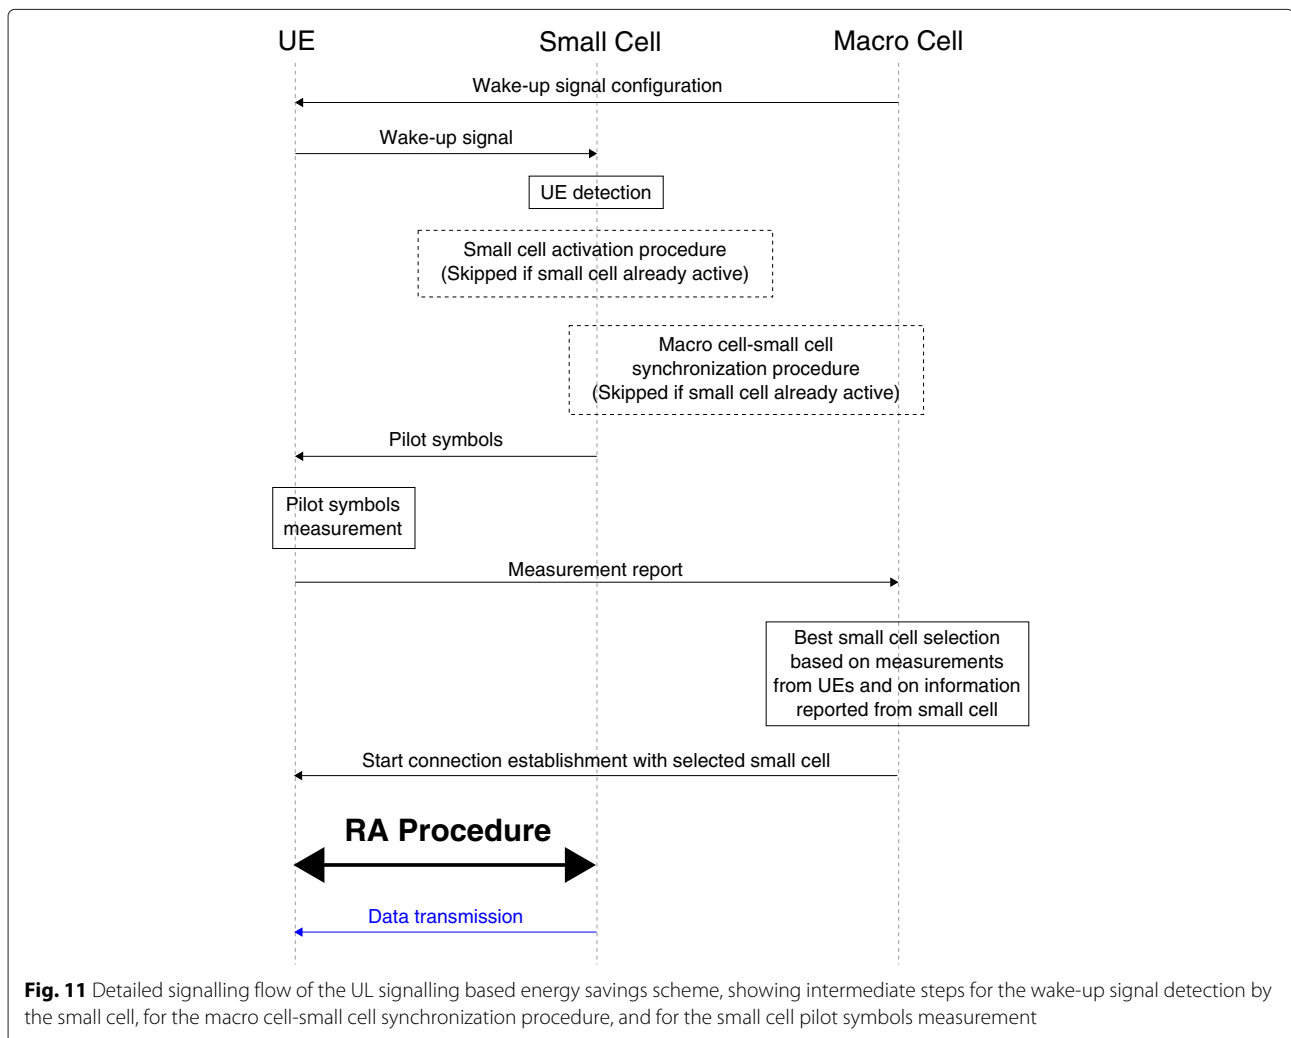 UE Small Cell Macro Cell
Wake-up signal configuration
Wake-up signal
UE detection
Small cell activation procedure
(Skipped if small cell already active)
Macro cell-small cell
synchronization procedure
(Skipped if small cell already active)
Pilot symbols
Pilot symbols
measurement
Measurement report
Best small cell selection
based on measurements
from UEs and on information
reported from small cell
Start connection establishment with selected small cell
RA Procedure
Data transmission
Fig. 11 Detailed signalling flow of the UL signalling based energy savings scheme, showing intermediate steps for the wake-up signal detection by
the small cell, for the macro cell-small cell synchronization procedure, and for the small cell pilot symbols measurement